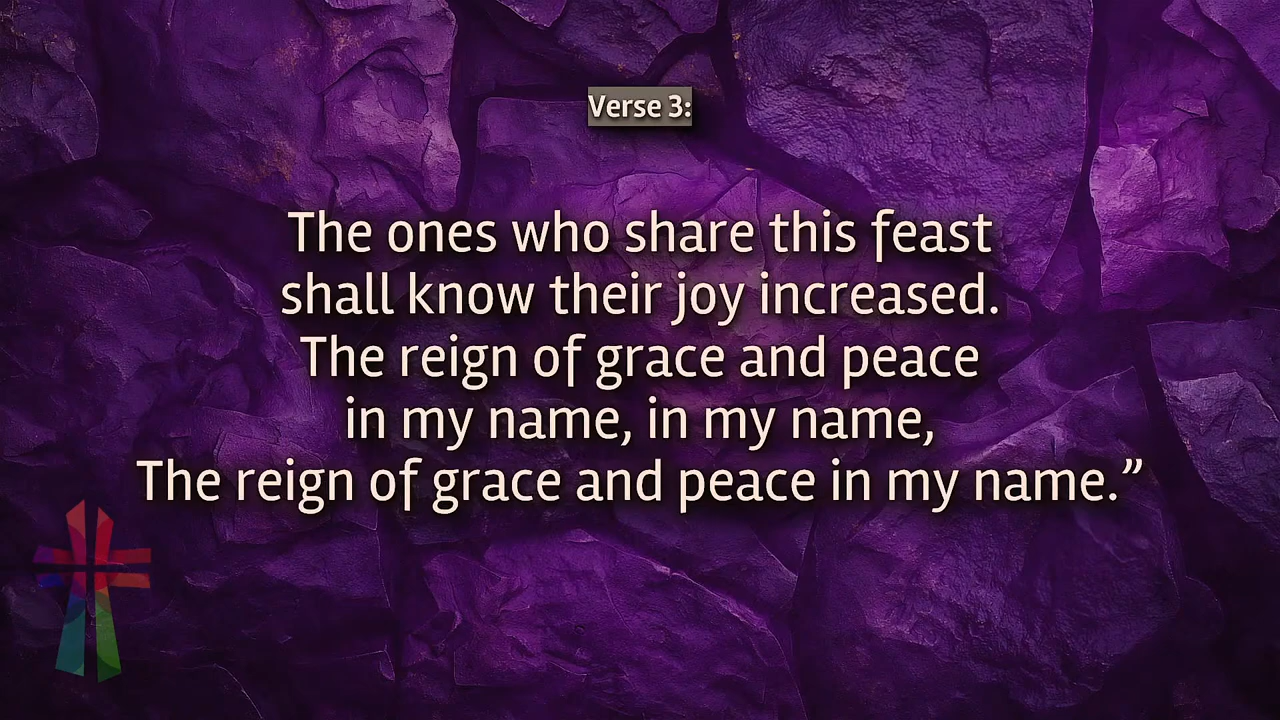 Verse 3:
The ones who share this feast
shall know their joy increased.
The reign of grace and peace
in my name, in my name,
The reign of grace and peace in my name.”